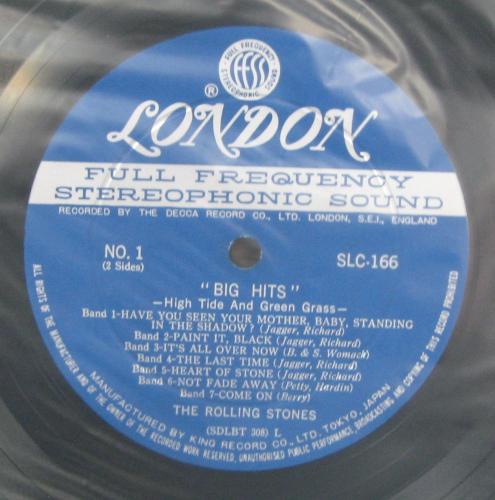 FULL FREQUENCY RANGE
FFSS
STEREOPHONIC SOUND
®
LONDON
FULL FREQUENCY
STEREOPHONIC SOUND
RECORDED BY THE DECCA RECORD CO., LTD. LONDON, S.E.I., ENGLAND
NO. 1
(2 Sides)
SLC-166
"BIG HITS"
—High Tide And Green Grass—
Band 1-HAVE YOU SEEN YOUR MOTHER, BABY, STANDING
IN THE SHADOW? (Jagger, Richard)
Band 2-PAINT IT, BLACK (Jagger, Richard)
Band 3-IT'S ALL OVER NOW (B. & S. Womack)
Band 4-THE LAST TIME (Jagger, Richard)
Band 5-HEART OF STONE (Jagger, Richard)
Band 6-NOT FADE AWAY (Petty, Hardin)
Band 7-COME ON (Berry)
THE ROLLING STONES
(SDLBT 308) L
MANUFACTURED BY KING RECORD CO., LTD. TOKYO, JAPAN
ALL RIGHTS OF THE MANUFACTURER AND OF THE OWNER OF THE RECORDED WORK RESERVED. UNAUTHORISED PUBLIC PERFORMANCE, BROADCASTING AND COPYING OF THIS RECORD PROHIBITED